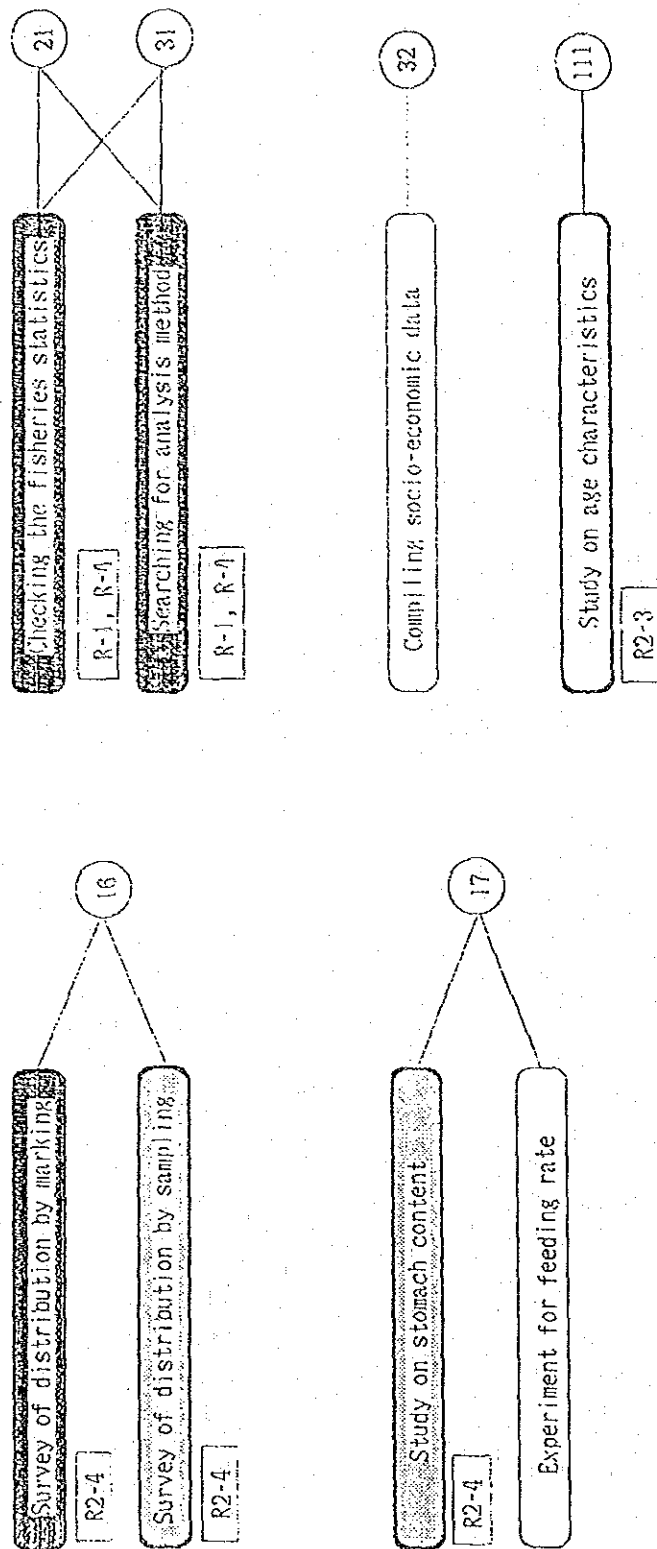 Survey of distribution by marking
R2-4
16
Survey of distribution by sampling
R2-4
Study on stomach content
R2-4
17
Experiment for feeding rate
Checking the fisheries statistics
21
R-1, R-4
Searching for analysis method
31
R-1, R-4
Compiling socio-economic data
32
Study on age characteristics
111
R2-3